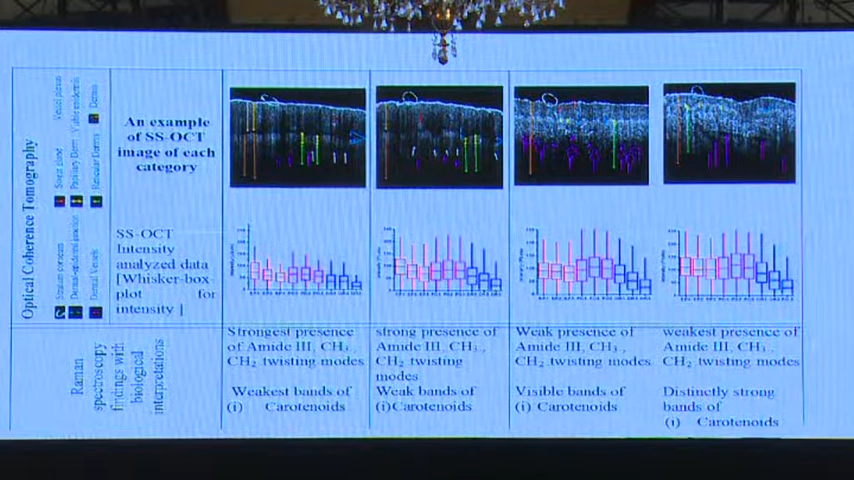 Optical Coherence Tomography
Stratum corneum
Sweat gland
Vessel plexus
Dermal-epidermal junction
Papillary Dermis
Viable epidermis
Dermal Vessels
Reticular Dermis
Dermis
An example
of SS-OCT
image of each
category
SS-OCT
Intensity
analyzed data
[Whisker-box-
plot for
intensity ]
Raman
spectroscopy
findings with
biological
interpretations
Strongest presence
of Amide III, CH₃,,
CH₂ twisting modes
Weakest bands of
(i) Carotenoids
strong presence of
Amide III, CH₃,,
CH₂ twisting
modes
Weak bands of
(i)Carotenoids
Weak presence of
Amide III, CH₃,,
CH₂ twisting modes
Visible bands of
(i) Carotenoids
weakest presence of
Amide III, CH₃,,
CH₂ twisting modes
Distinctly strong
bands of
(i) Carotenoids